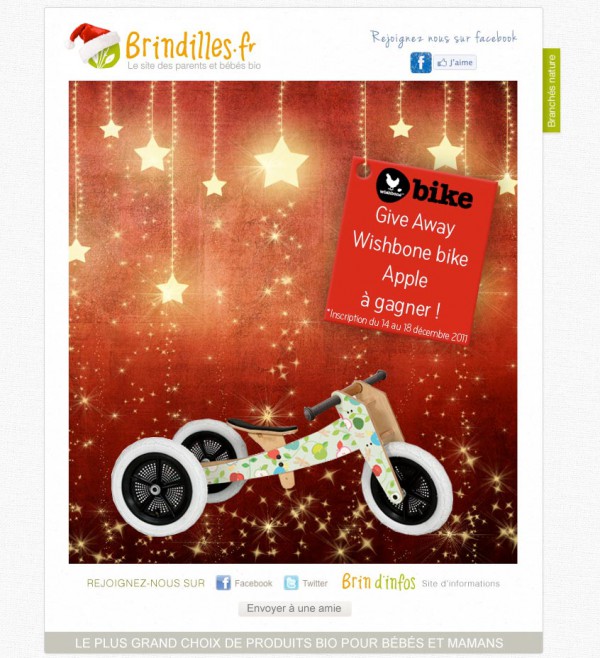 Brindilles.fr
Le site des parents et bébés bio
Rejoignez nous sur facebook
f J'aime
Branchés nature
wishbone bike
Give Away
Wishbone bike
Apple
à gagner !
*Inscription du 14 au 18 décembre 2011
REJOIGNEZ-NOUS SUR f Facebook t Twitter Brin d'infos Site d'informations
Envoyer à une amie
LE PLUS GRAND CHOIX DE PRODUITS BIO POUR BÉBÉS ET MAMANS